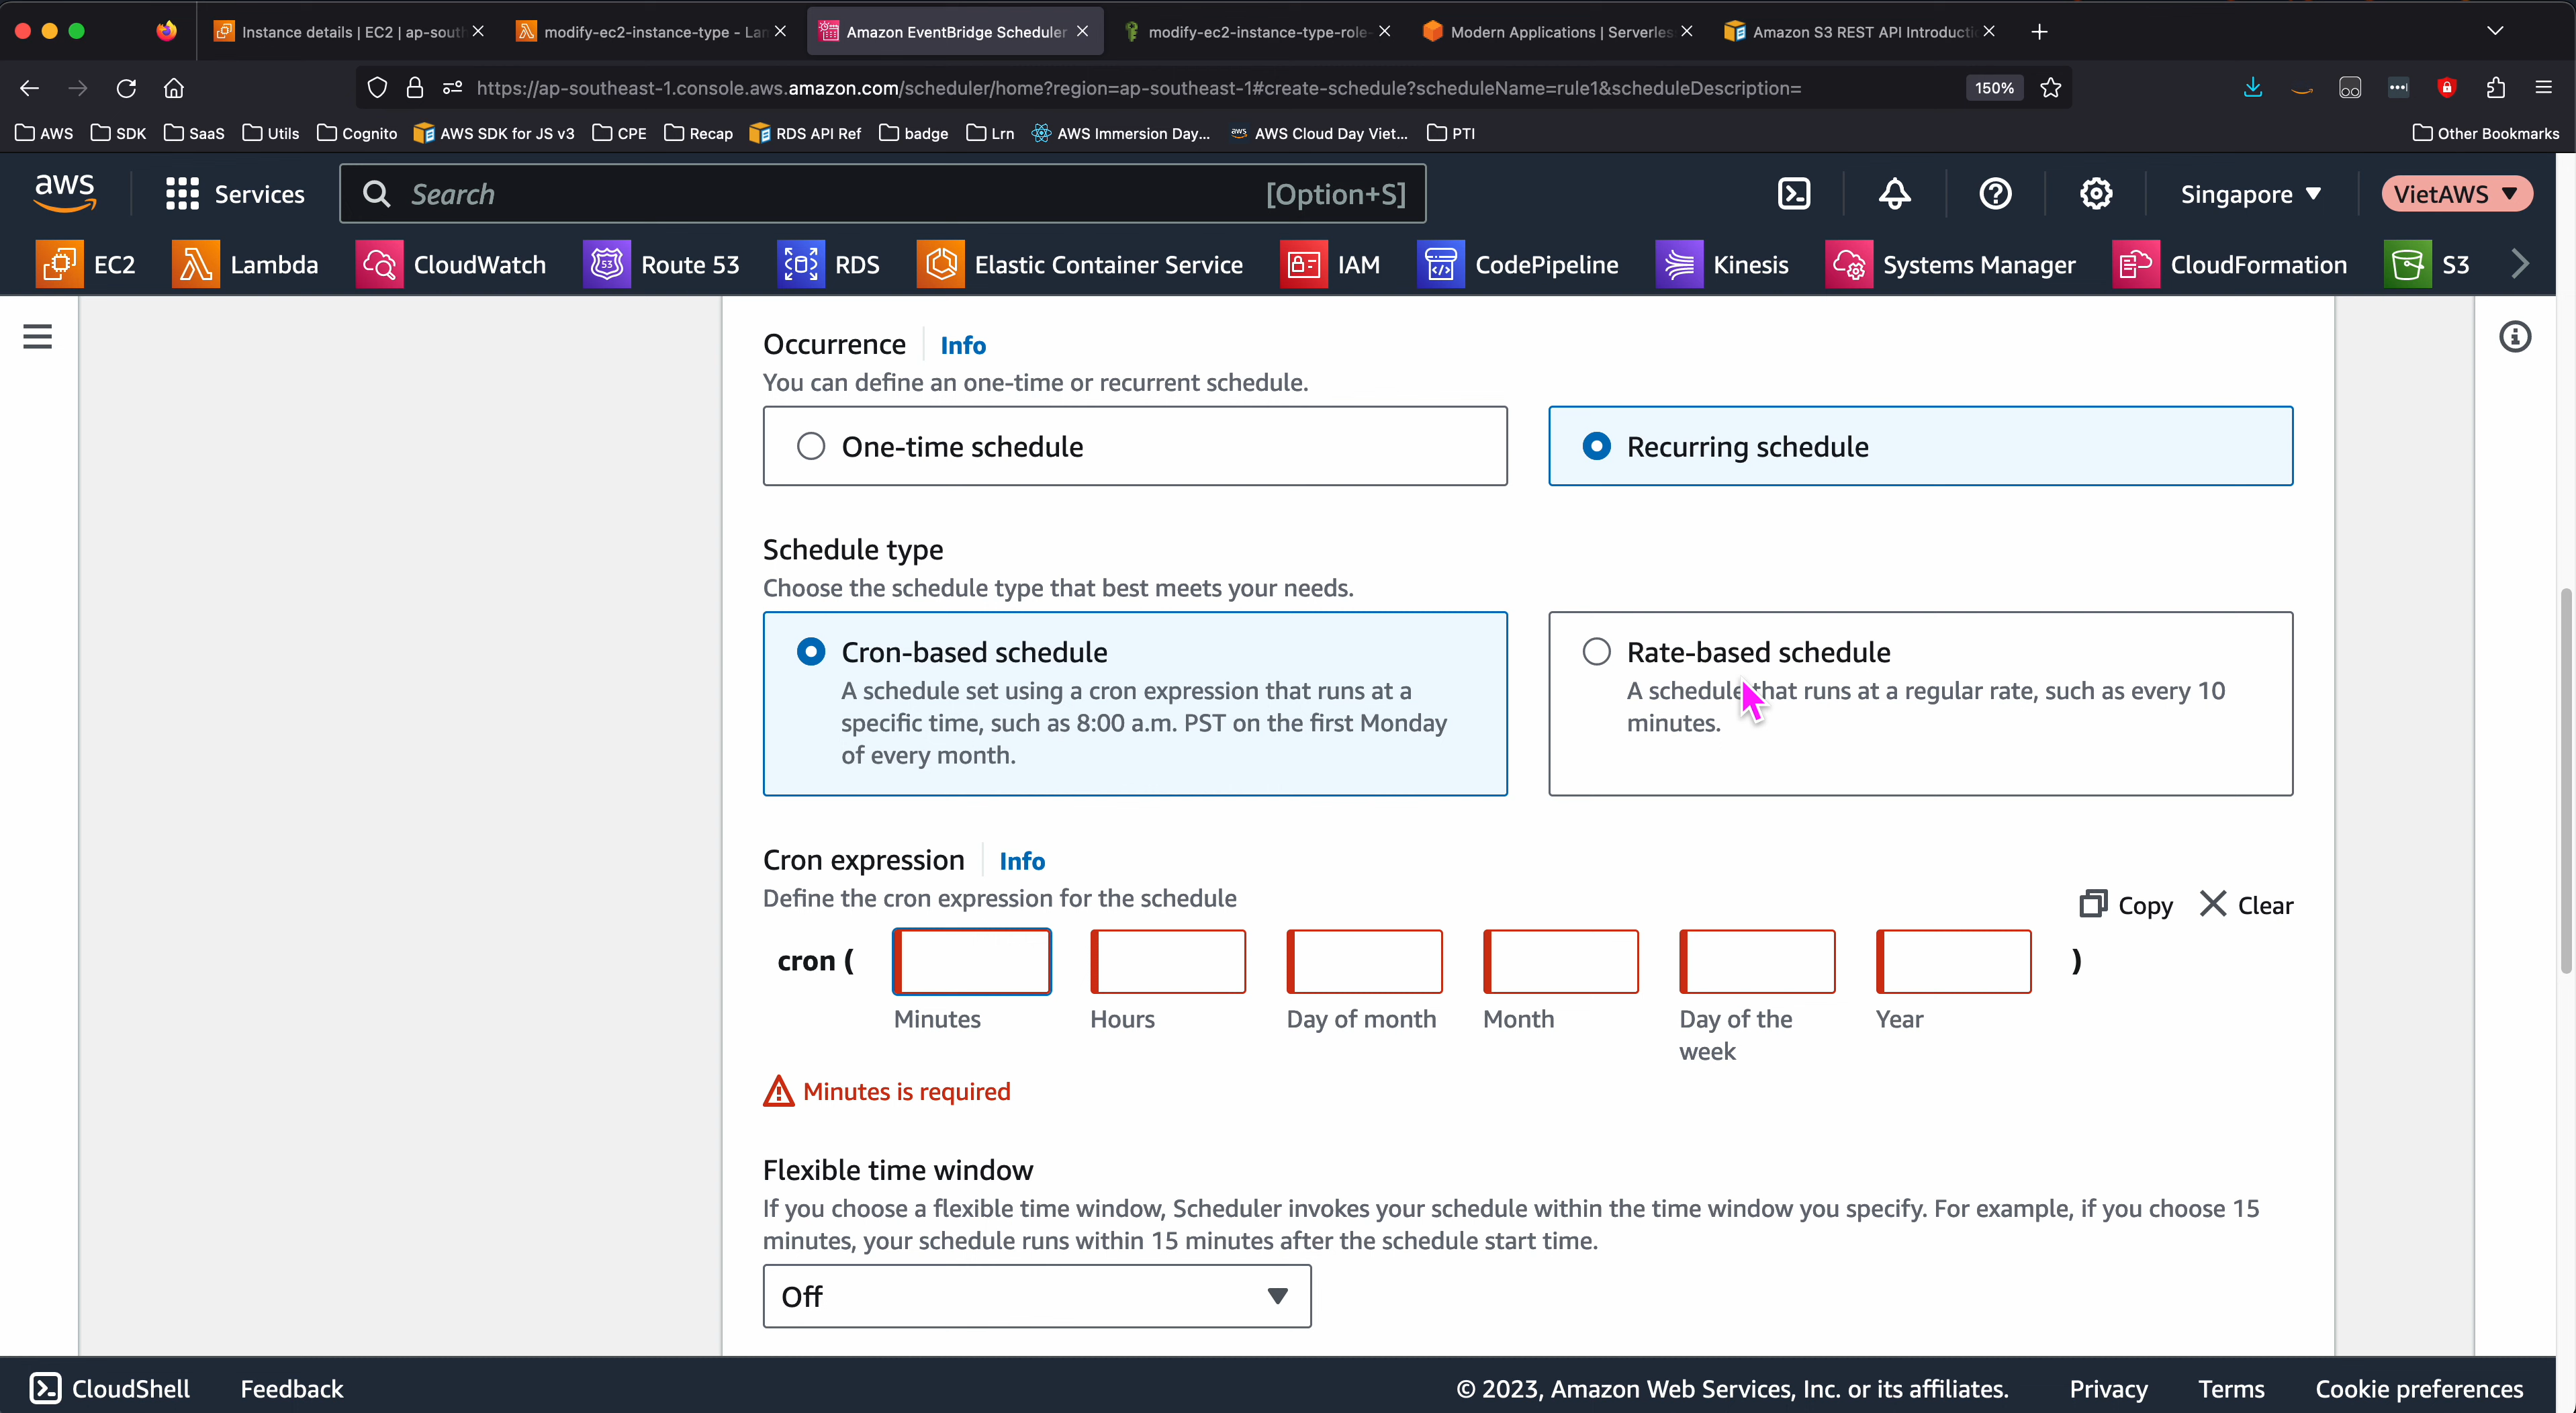 Instance details | EC2 | ap-sout
modify-ec2-instance-type - Lan
Amazon EventBridge Scheduler
modify-ec2-instance-type-role-
Modern Applications | Serverles
Amazon S3 REST API Introducti
https://ap-southeast-1.console.aws.amazon.com/scheduler/home?region=ap-southeast-1#create-schedule?scheduleName=rule1&scheduleDescription=
150%
AWS
SDK
SaaS
Utils
Cognito
AWS SDK for JS v3
CPE
Recap
RDS API Ref
badge
Lrn
AWS Immersion Day...
aws
AWS Cloud Day Viet...
PTI
Other Bookmarks
aws
Services
Search
[Option+S]
Singapore
VietAWS
EC2
Lambda
CloudWatch
53
Route 53
RDS
Elastic Container Service
IAM
CodePipeline
Kinesis
Systems Manager
CloudFormation
S3
Occurrence
Info
You can define an one-time or recurrent schedule.
One-time schedule
Recurring schedule
Schedule type
Choose the schedule type that best meets your needs.
Cron-based schedule
A schedule set using a cron expression that runs at a
specific time, such as 8:00 a.m. PST on the first Monday
of every month.
Rate-based schedule
A schedule that runs at a regular rate, such as every 10
minutes.
Cron expression
Info
Define the cron expression for the schedule
Copy
Clear
cron (
)
Minutes
Hours
Day of month
Month
Day of the
week
Year
Minutes is required
Flexible time window
If you choose a flexible time window, Scheduler invokes your schedule within the time window you specify. For example, if you choose 15
minutes, your schedule runs within 15 minutes after the schedule start time.
Off
CloudShell
Feedback
© 2023, Amazon Web Services, Inc. or its affiliates.
Privacy
Terms
Cookie preferences